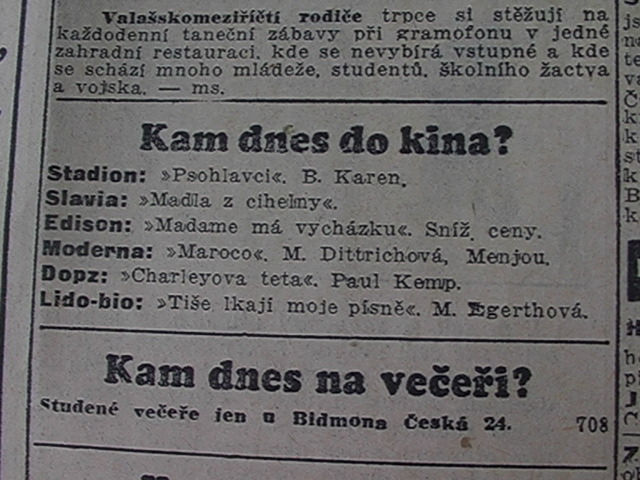 Valašskomeziříčtí rodiče trpce si stěžují na
každodenní taneční zábavy při gramofonu v jedné
zahradní restauraci, kde se nevybírá vstupné a kde
se schází mnoho mládeže, studentů, školního žactva
a vojska. — ms.
Kam dnes do kina?
Stadion: »Psohlavci«. B. Karen.
Slavia: »Madla z cihelny«.
Edison: »Madame má vycházku«. Sníž. ceny.
Moderna: »Maroco«. M. Dittrichová, Menjou.
Dopz: »Charleyova teta«. Paul Kemp.
Lido-bio: »Tiše lkají moje písně«. M. Egerthová.
Kam dnes na večeři?
Studené večeře jen u Bidmona Česká 24. 708